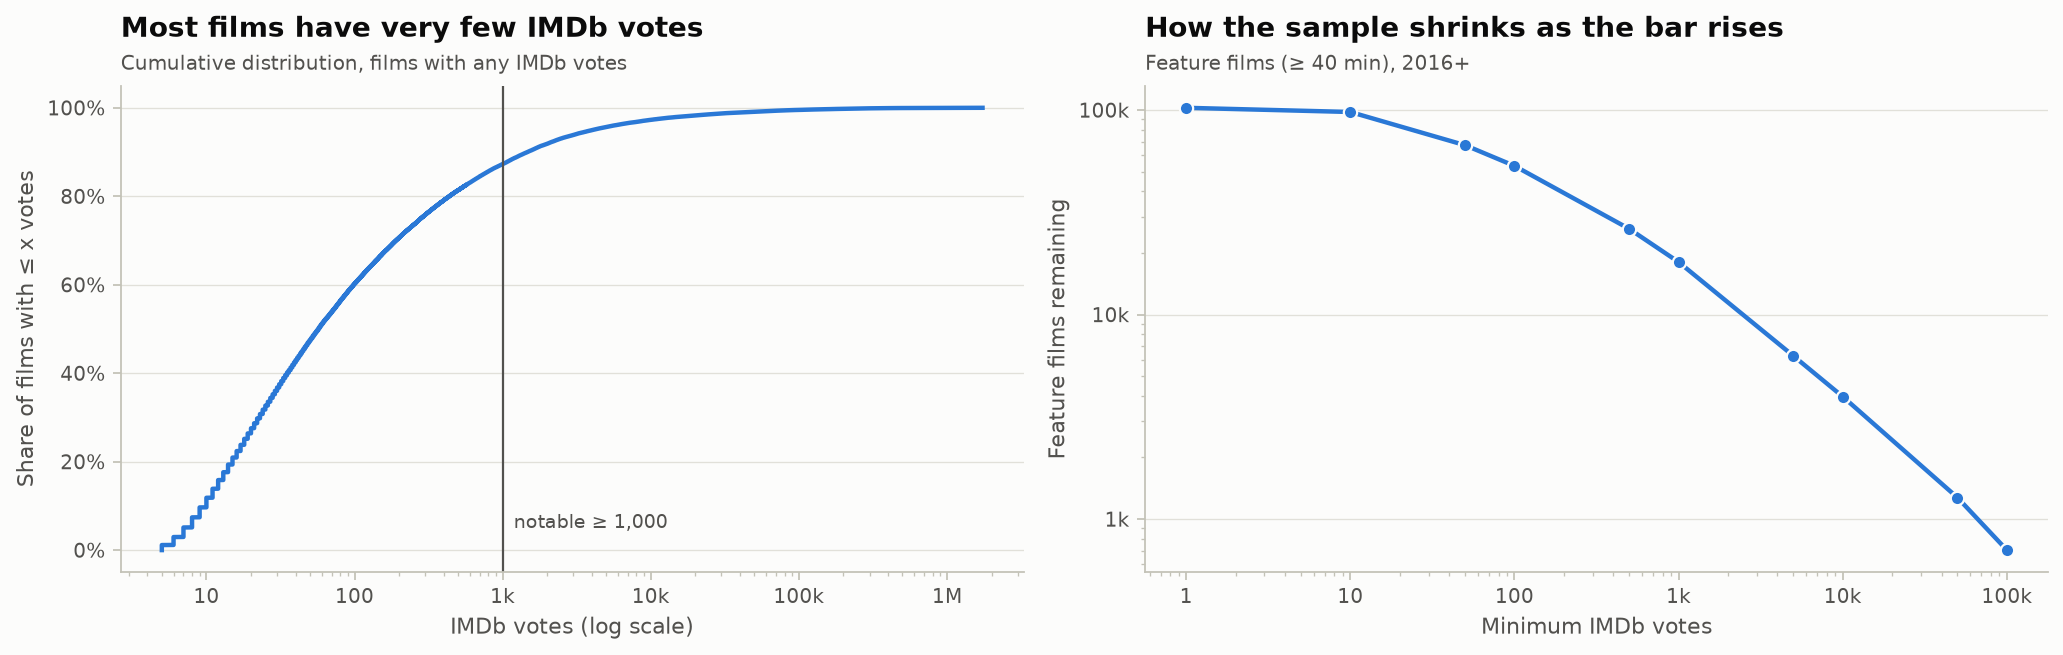 Most films have very few IMDb votes
Cumulative distribution, films with any IMDb votes
Share of films with ≤ x votes
100%
80%
60%
40%
20%
0%
notable ≥ 1,000
10
100
1k
10k
100k
1M
IMDb votes (log scale)
How the sample shrinks as the bar rises
Feature films (≥ 40 min), 2016+
Feature films remaining
100k
10k
1k
1
10
100
1k
10k
100k
Minimum IMDb votes